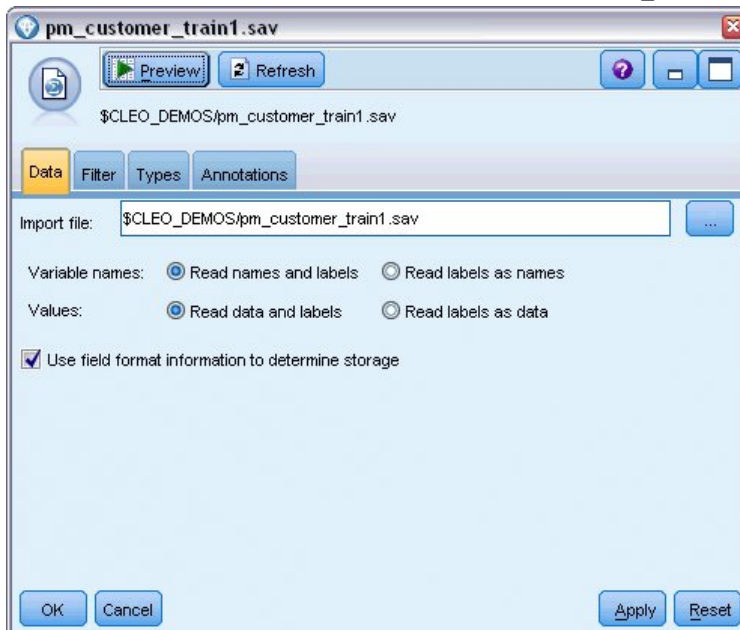 pm_customer_train1.sav
Preview Refresh
$CLEO_DEMOS/pm_customer_train1.sav
Data Filter Types Annotations
Import file: $CLEO_DEMOS/pm_customer_train1.sav ...
Variable names: Read names and labels Read labels as names
Values: Read data and labels Read labels as data
Use field format information to determine storage
OK Cancel Apply Reset